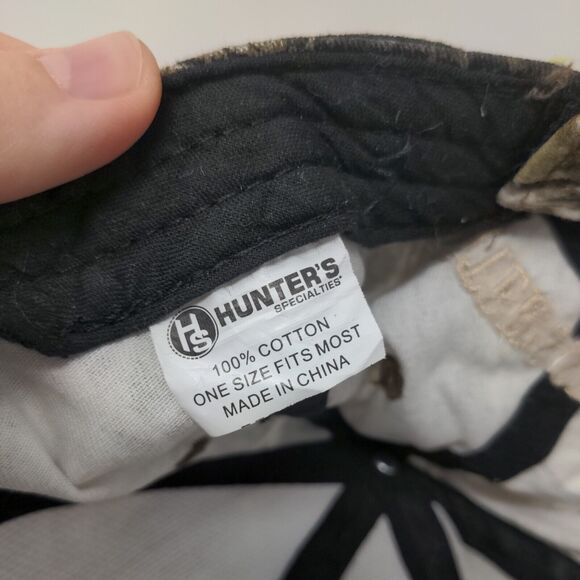 HS HUNTER'S
SPECIALTIES®
100% COTTON
ONE SIZE FITS MOST
MADE IN CHINA